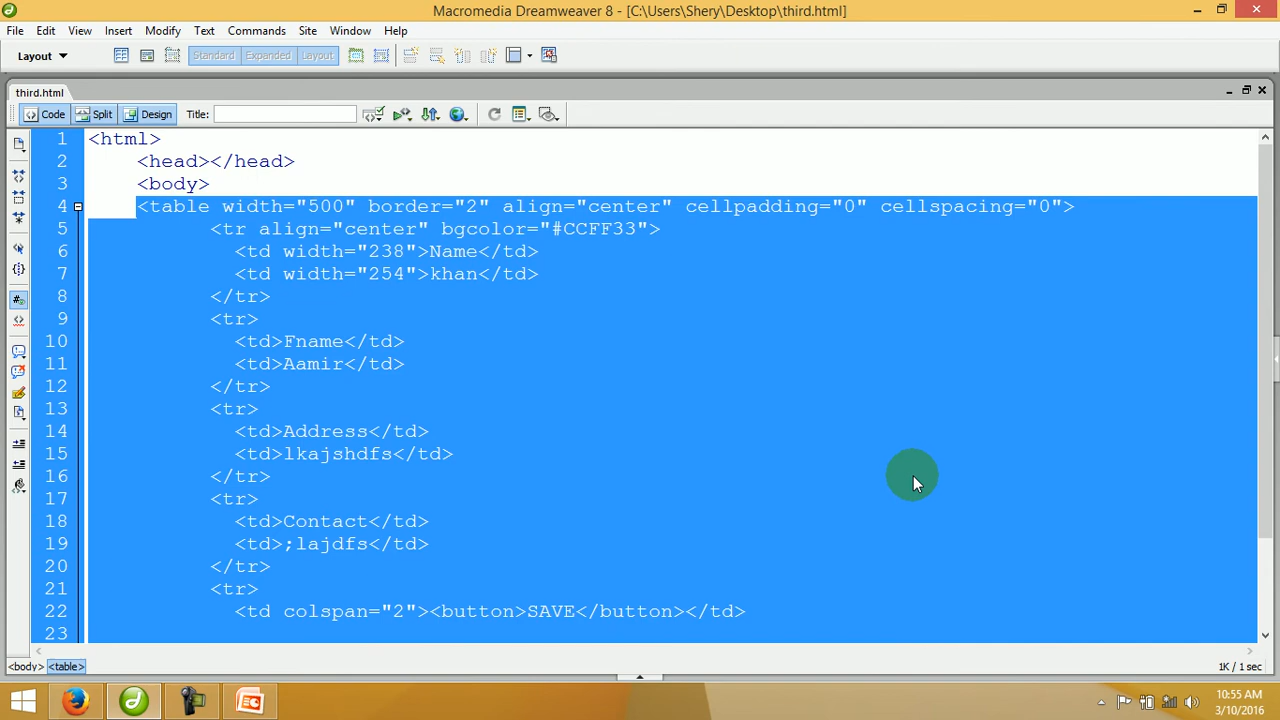 Macromedia Dreamweaver 8 - [C:\Users\Shery\Desktop\third.html]
File Edit View Insert Modify Text Commands Site Window Help
Layout Standard Expanded Layout
third.html
Code Split Design Title:
1 <html>
2 <head></head>
3 <body>
4 <table width="500" border="2" align="center" cellpadding="0" cellspacing="0">
5 <tr align="center" bgcolor="#CCFF33">
6 <td width="238">Name</td>
7 <td width="254">khan</td>
8 </tr>
9 <tr>
10 <td>Fname</td>
11 <td>Aamir</td>
12 </tr>
13 <tr>
14 <td>Address</td>
15 <td>lkajshdfs</td>
16 </tr>
17 <tr>
18 <td>Contact</td>
19 <td>;lajdfs</td>
20 </tr>
21 <tr>
22 <td colspan="2"><button>SAVE</button></td>
23
<body> <table> 1K / 1 sec
10:55 AM
3/10/2016